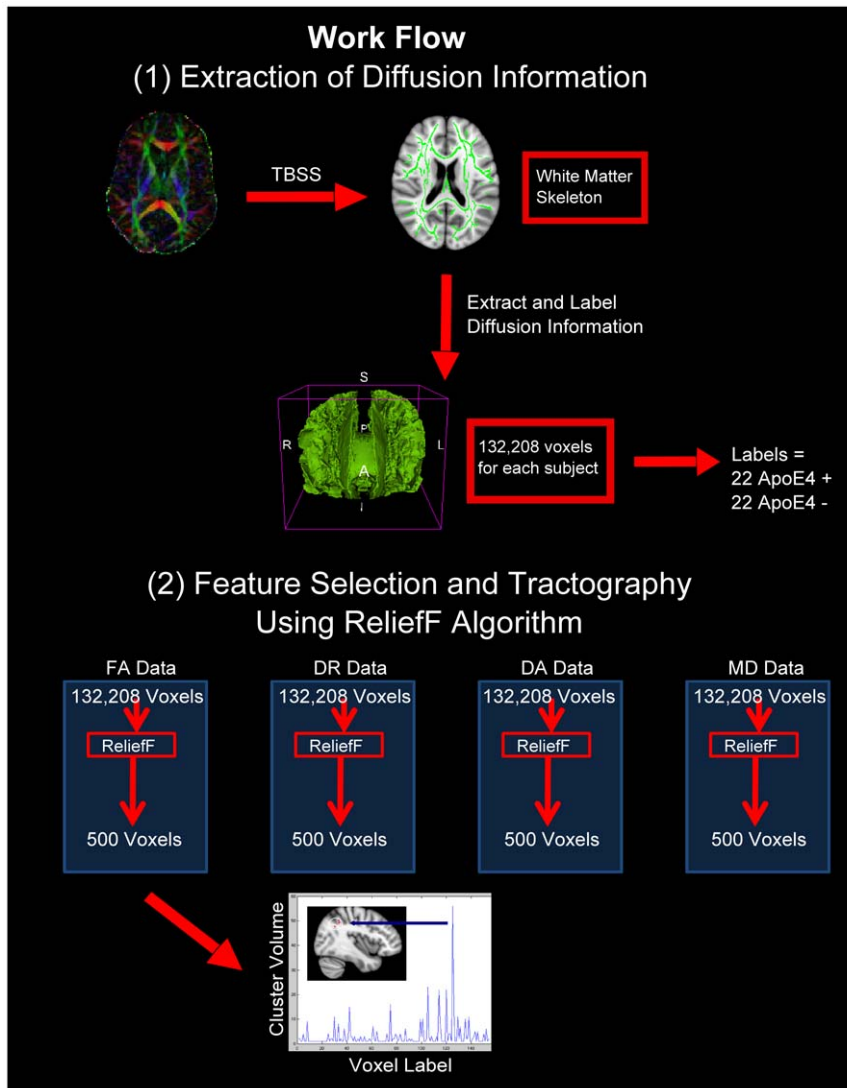 Work Flow
(1) Extraction of Diffusion Information
TBSS
White Matter
Skeleton
Extract and Label
Diffusion Information
S
R
P
L
A
I
132,208 voxels
for each subject
Labels =
22 ApoE4 +
22 ApoE4 -
(2) Feature Selection and Tractography
Using ReliefF Algorithm
FA Data
132,208 Voxels
ReliefF
500 Voxels
DR Data
132,208 Voxels
ReliefF
500 Voxels
DA Data
132,208 Voxels
ReliefF
500 Voxels
MD Data
132,208 Voxels
ReliefF
500 Voxels
Cluster Volume
Voxel Label